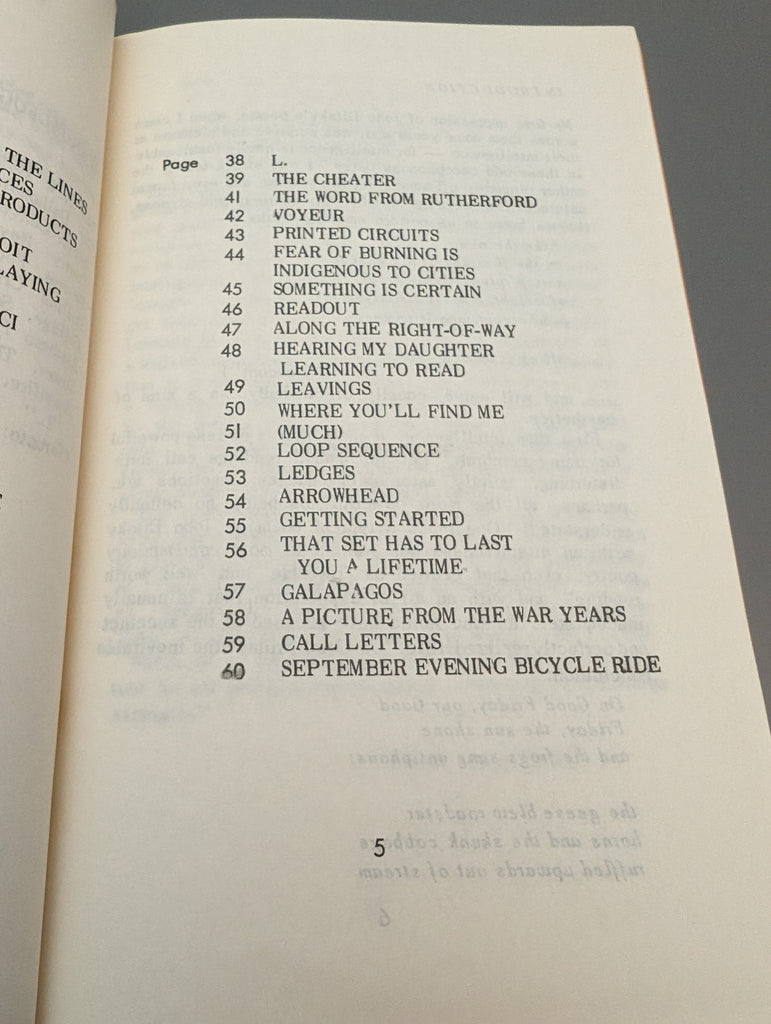 THE LINES
CES
RODUCTS
OIT
LAYING
CI
Page 38 L.
39 THE CHEATER
41 THE WORD FROM RUTHERFORD
42 VOYEUR
43 PRINTED CIRCUITS
44 FEAR OF BURNING IS
INDIGENOUS TO CITIES
45 SOMETHING IS CERTAIN
46 READOUT
47 ALONG THE RIGHT-OF-WAY
48 HEARING MY DAUGHTER
LEARNING TO READ
49 LEAVINGS
50 WHERE YOU'LL FIND ME
51 (MUCH)
52 LOOP SEQUENCE
53 LEDGES
54 ARROWHEAD
55 GETTING STARTED
56 THAT SET HAS TO LAST
YOU A LIFETIME
57 GALAPAGOS
58 A PICTURE FROM THE WAR YEARS
59 CALL LETTERS
60 SEPTEMBER EVENING BICYCLE RIDE
5